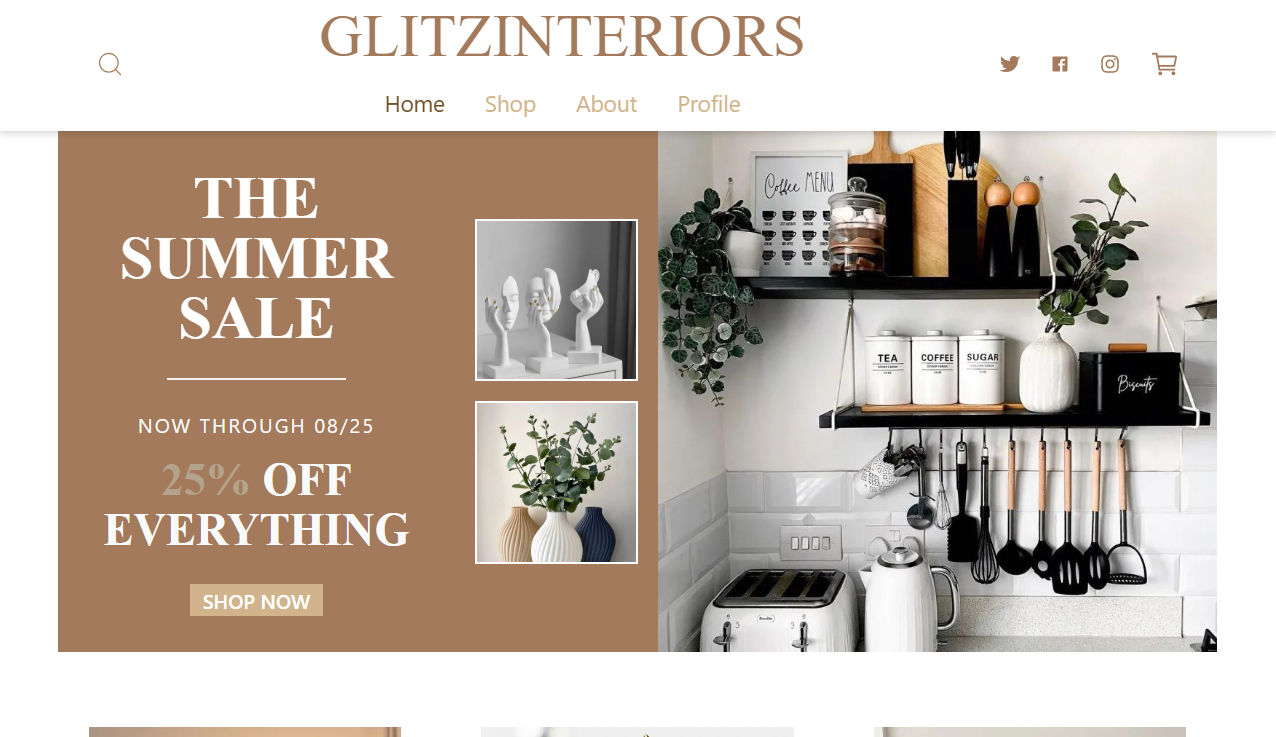 GLITZINTERIORS
Home Shop About Profile
THE
SUMMER
SALE
NOW THROUGH 08/25
25% OFF
EVERYTHING
SHOP NOW
Coffee MENU
TEA
COFFEE
SUGAR
Biscuits